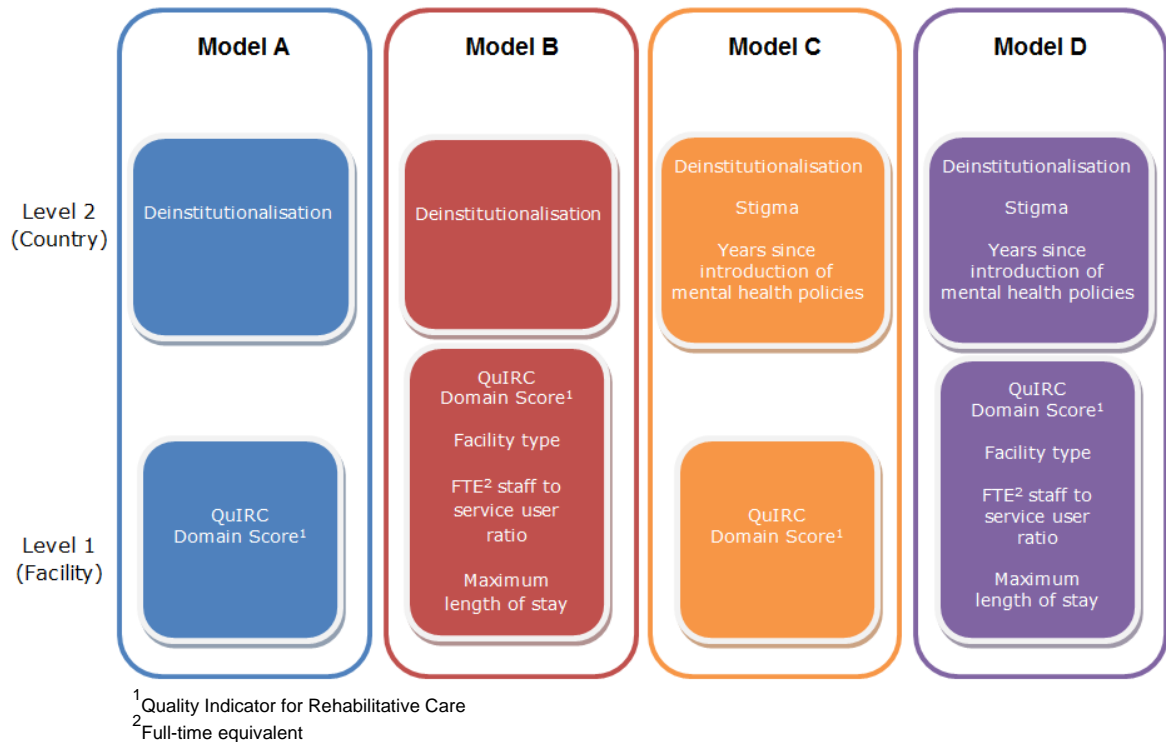 Model A
Model B
Model C
Model D
Level 2
(Country)
Deinstitutionalisation
Deinstitutionalisation
Deinstitutionalisation
Stigma
Years since
introduction of
mental health policies
Deinstitutionalisation
Stigma
Years since
introduction of
mental health policies
Level 1
(Facility)
QuIRC
Domain Score¹
QuIRC
Domain Score¹
Facility type
FTE² staff to
service user
ratio
Maximum
length of stay
QuIRC
Domain Score¹
QuIRC
Domain Score¹
Facility type
FTE² staff to
service user
ratio
Maximum
length of stay
¹Quality Indicator for Rehabilitative Care
²Full-time equivalent